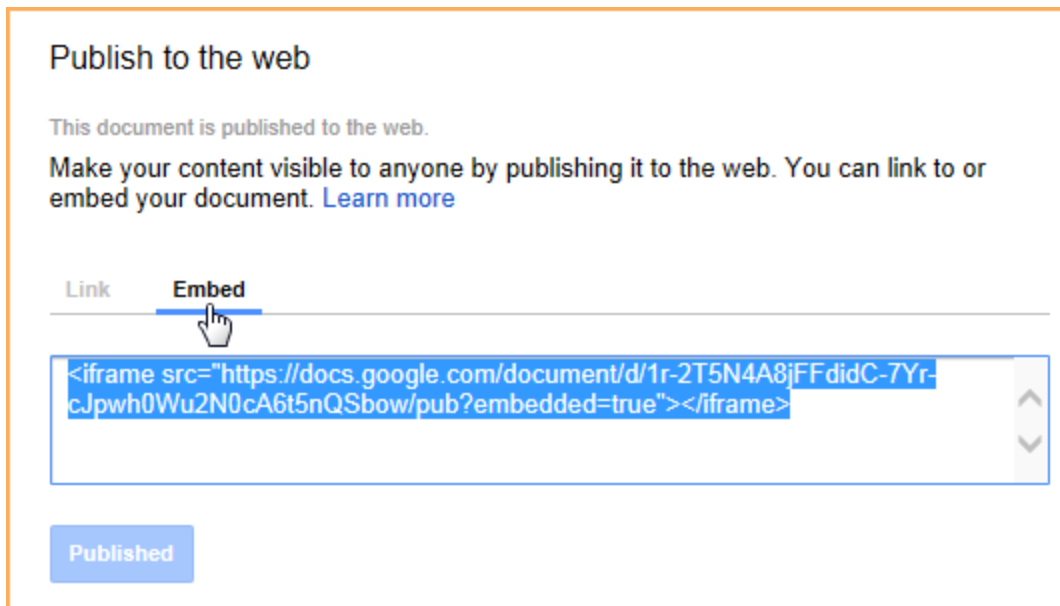 Publish to the web
This document is published to the web.
Make your content visible to anyone by publishing it to the web. You can link to or
embed your document. Learn more
Link Embed
<iframe src="https://docs.google.com/document/d/1r-2T5N4A8jFFdidC-7Yr-
cJpwh0Wu2N0cA6t5nQSbow/pub?embedded=true"></iframe>
Published